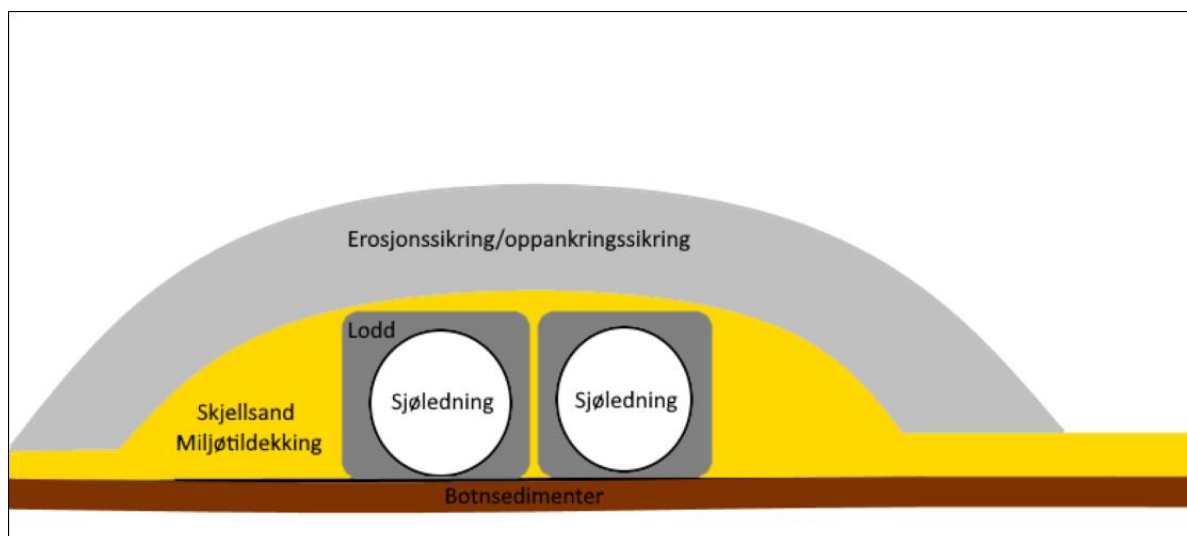 Erosjonssikring/oppankringssikring
Lodd
Sjøledning
Sjøledning
Skjellsand
Miljøtildekking
Botnsedimenter